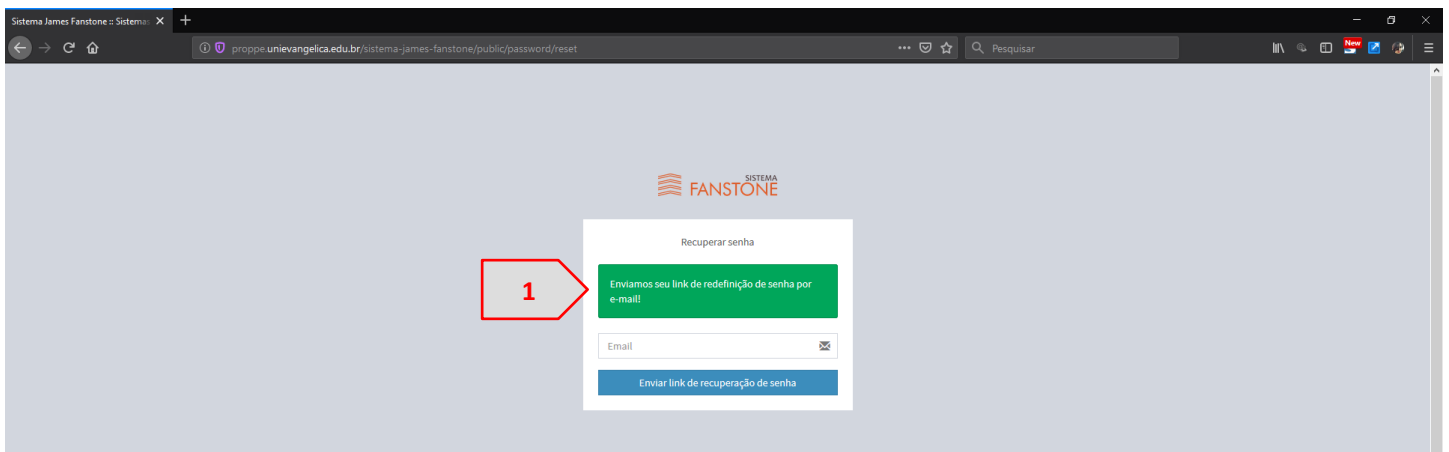 Sistema James Fanstone :: Sistemas
proppe.unievangelica.edu.br/sistema-james-fanstone/public/password/reset
Pesquisar
New
SISTEMA
FANSTONE
Recuperar senha
1
Enviamos seu link de redefinição de senha por
e-mail!
Email
Enviar link de recuperação de senha